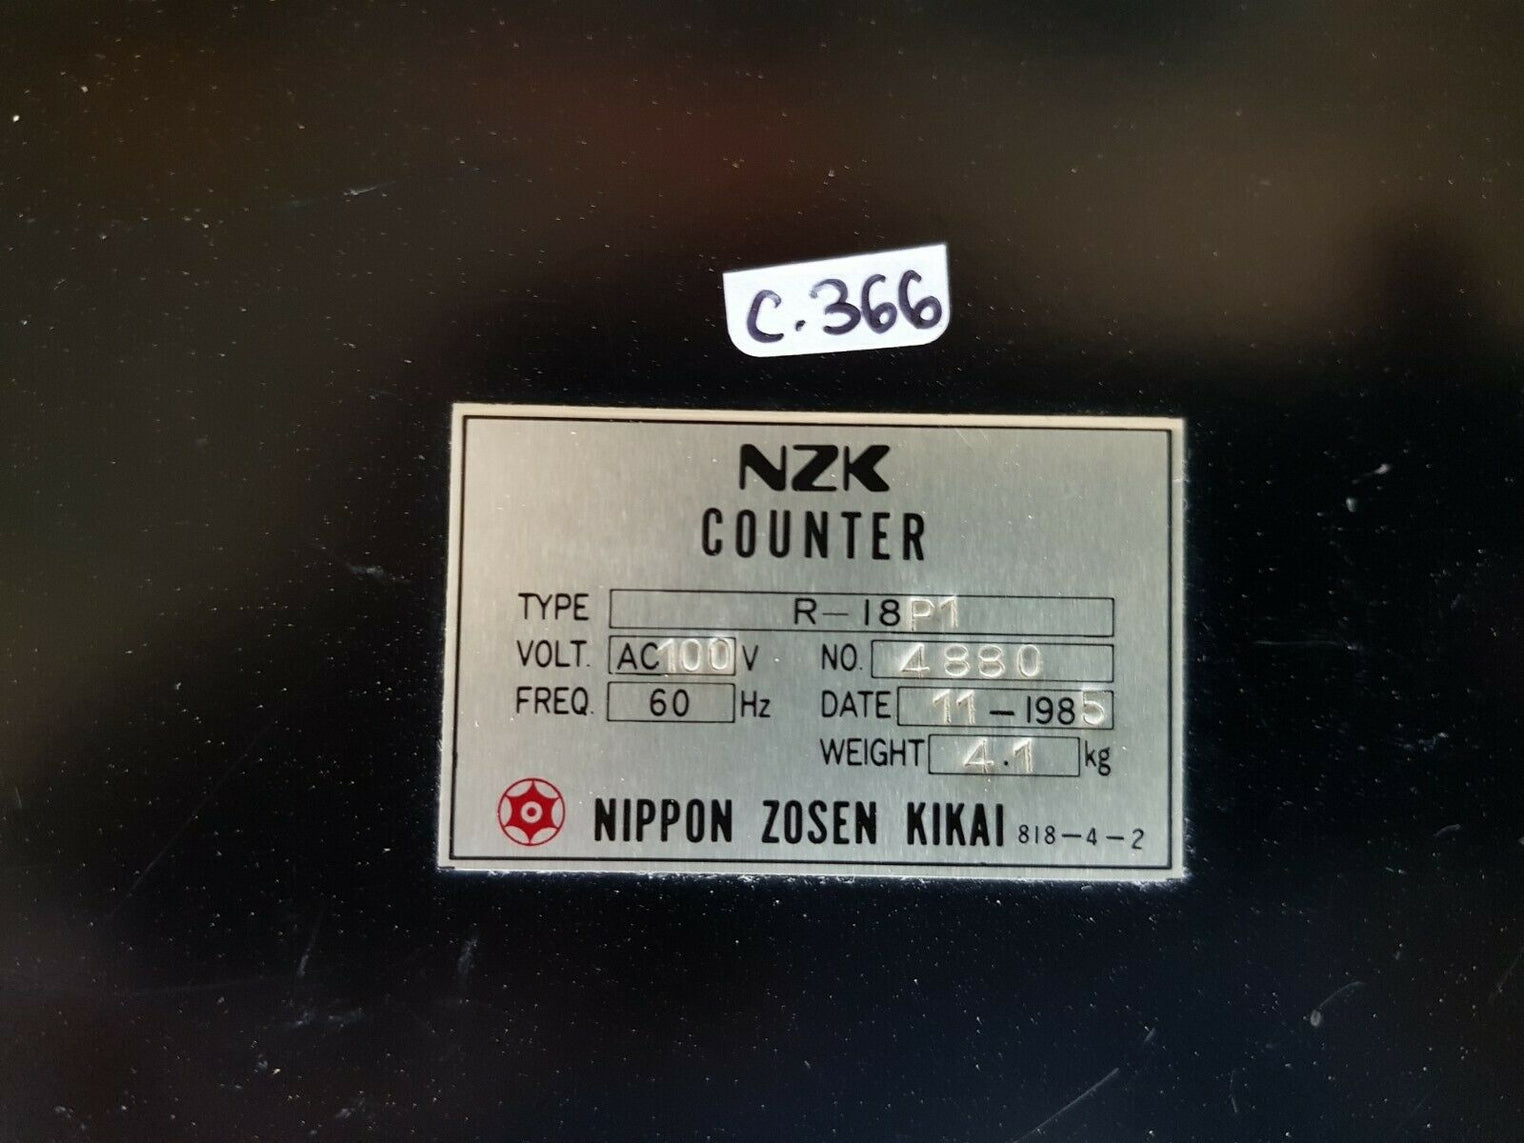 C.366
NZK
COUNTER
TYPE R-18P1
VOLT. AC100 V NO. 4880
FREQ. 60 Hz DATE 11-1985
WEIGHT 4.1 kg
NIPPON ZOSEN KIKAI 818-4-2